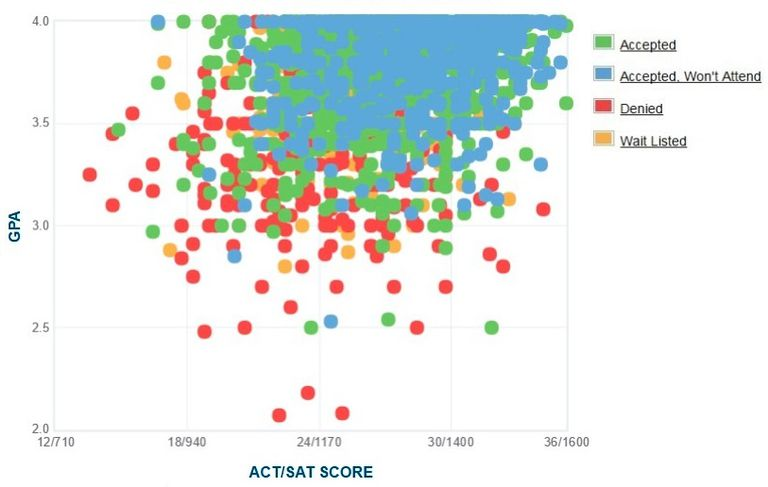 4.0
3.5
3.0
2.5
2.0
GPA
12/710
18/940
24/1170
30/1400
36/1600
ACT/SAT SCORE
Accepted
Accepted, Won't Attend
Denied
Wait Listed